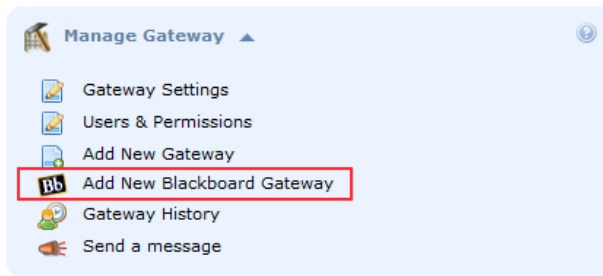 Manage Gateway
Gateway Settings
Users & Permissions
Add New Gateway
Bb Add New Blackboard Gateway
Gateway History
Send a message